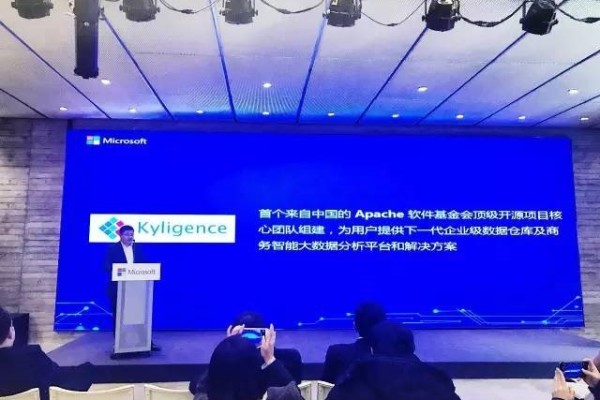 Microsoft
Kyligence
首个来自中国的 Apache 软件基金会顶级开源项目核
心团队组建，为用户提供下一代企业级数据仓库及商
务智能大数据分析平台和解决方案
Microsoft